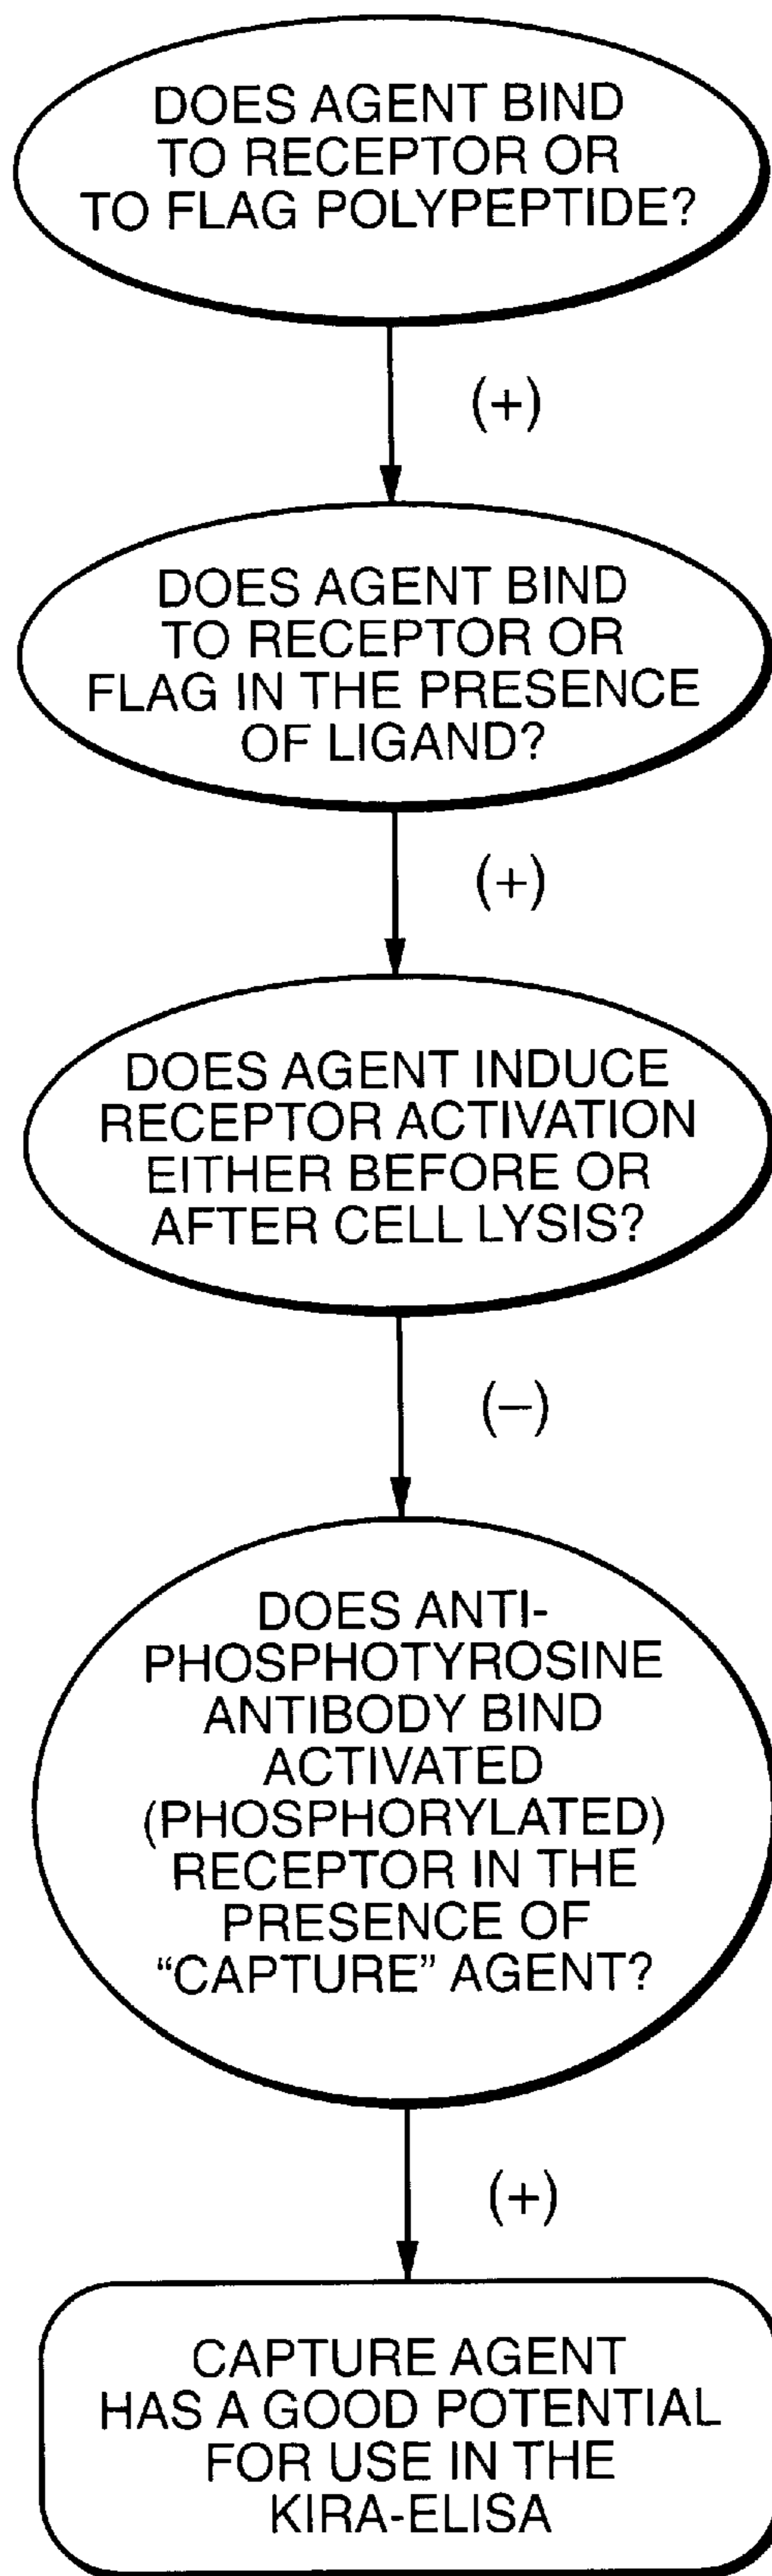 DOES AGENT BIND
TO RECEPTOR OR
TO FLAG POLYPEPTIDE?
(+)
DOES AGENT BIND
TO RECEPTOR OR
FLAG IN THE PRESENCE
OF LIGAND?
(+)
DOES AGENT INDUCE
RECEPTOR ACTIVATION
EITHER BEFORE OR
AFTER CELL LYSIS?
(−)
DOES ANTI-
PHOSPHOTYROSINE
ANTIBODY BIND
ACTIVATED
(PHOSPHORYLATED)
RECEPTOR IN THE
PRESENCE OF
“CAPTURE” AGENT?
(+)
CAPTURE AGENT
HAS A GOOD POTENTIAL
FOR USE IN THE
KIRA-ELISA